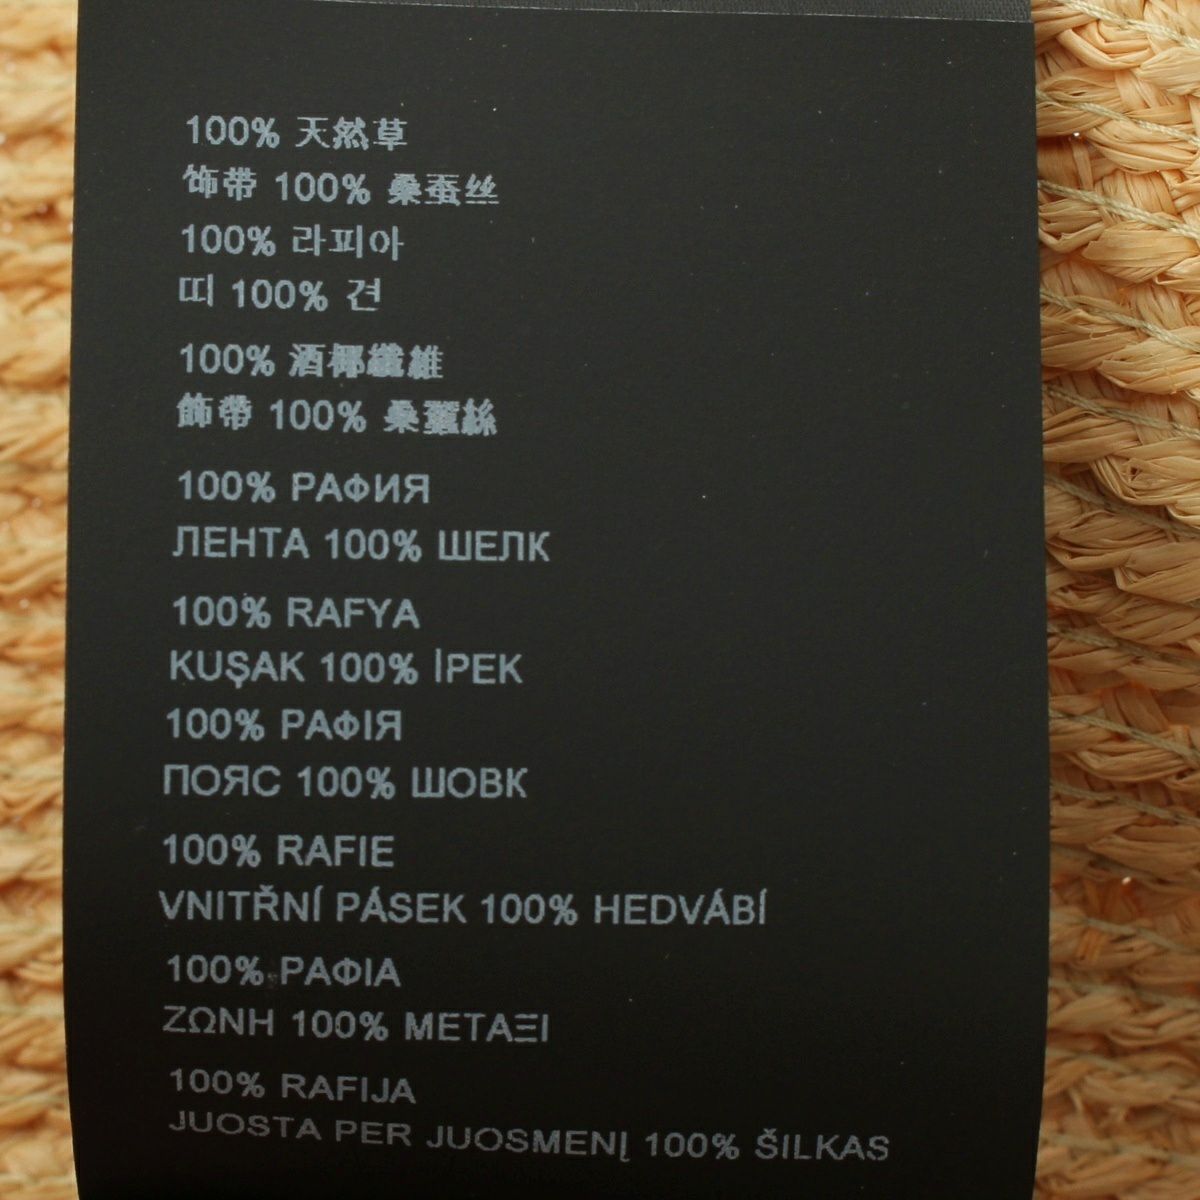 100% 天然草
饰带 100% 桑蚕丝
100% 라피아
띠 100% 견
100% 酒椰纖維
飾帶 100% 桑蠶絲
100% РАФИЯ
ЛЕНТА 100% ШЕЛК
100% RAFYA
KUŞAK 100% İPEK
100% РАФІЯ
ПОЯС 100% ШОВК
100% RAFIE
VNITŘNÍ PÁSEK 100% HEDVÁBÍ
100% ΡΑΦΙΑ
ΖΩΝΗ 100% ΜΕΤΑΞΙ
100% RAFIJA
JUOSTA PER JUOSMENĮ 100% ŠILKAS